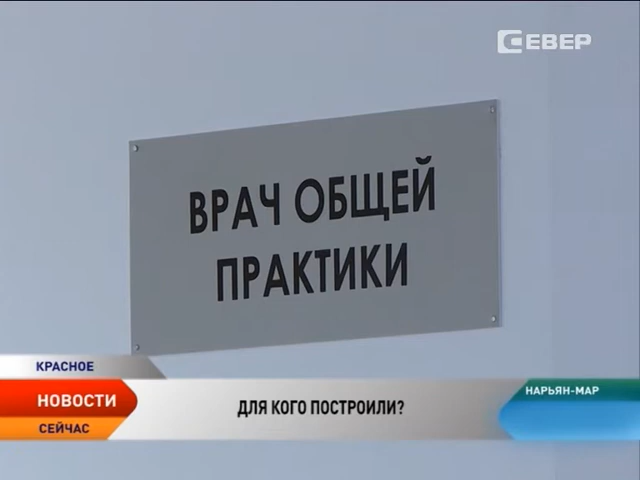 СЕВЕР
ВРАЧ ОБЩЕЙ
ПРАКТИКИ
КРАСНОЕ
НОВОСТИ
СЕЙЧАС
ДЛЯ КОГО ПОСТРОИЛИ?
НАРЬЯН-МАР